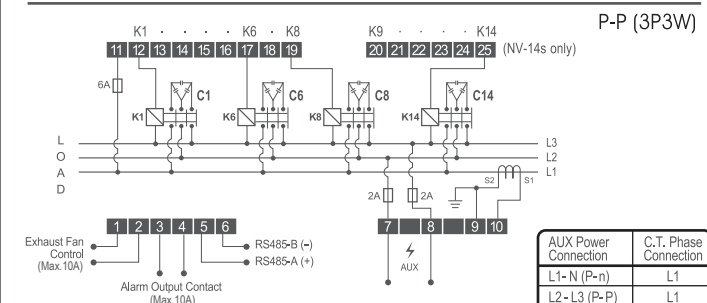 P-P (3P3W)
K1 · · · · K6 · K8
K9 · · · · K14
11 12 13 14 15 16 17 18 19
20 21 22 23 24 25 (NV-14s only)
6A
C1 C6 C8 C14
K1 K6 K8 K14
L
O
A
D
L3
L2
L1
S2 S1
2A 2A
1 2 3 4 5 6
7 8 9 10
AUX
Exhaust Fan
Control
(Max.10A)
RS485-B (−)
RS485-A (+)
Alarm Output Contact
(Max.10A)
AUX Power Connection C.T. Phase Connection
L1- N (P-n) L1
L2- L3 (P-P) L1